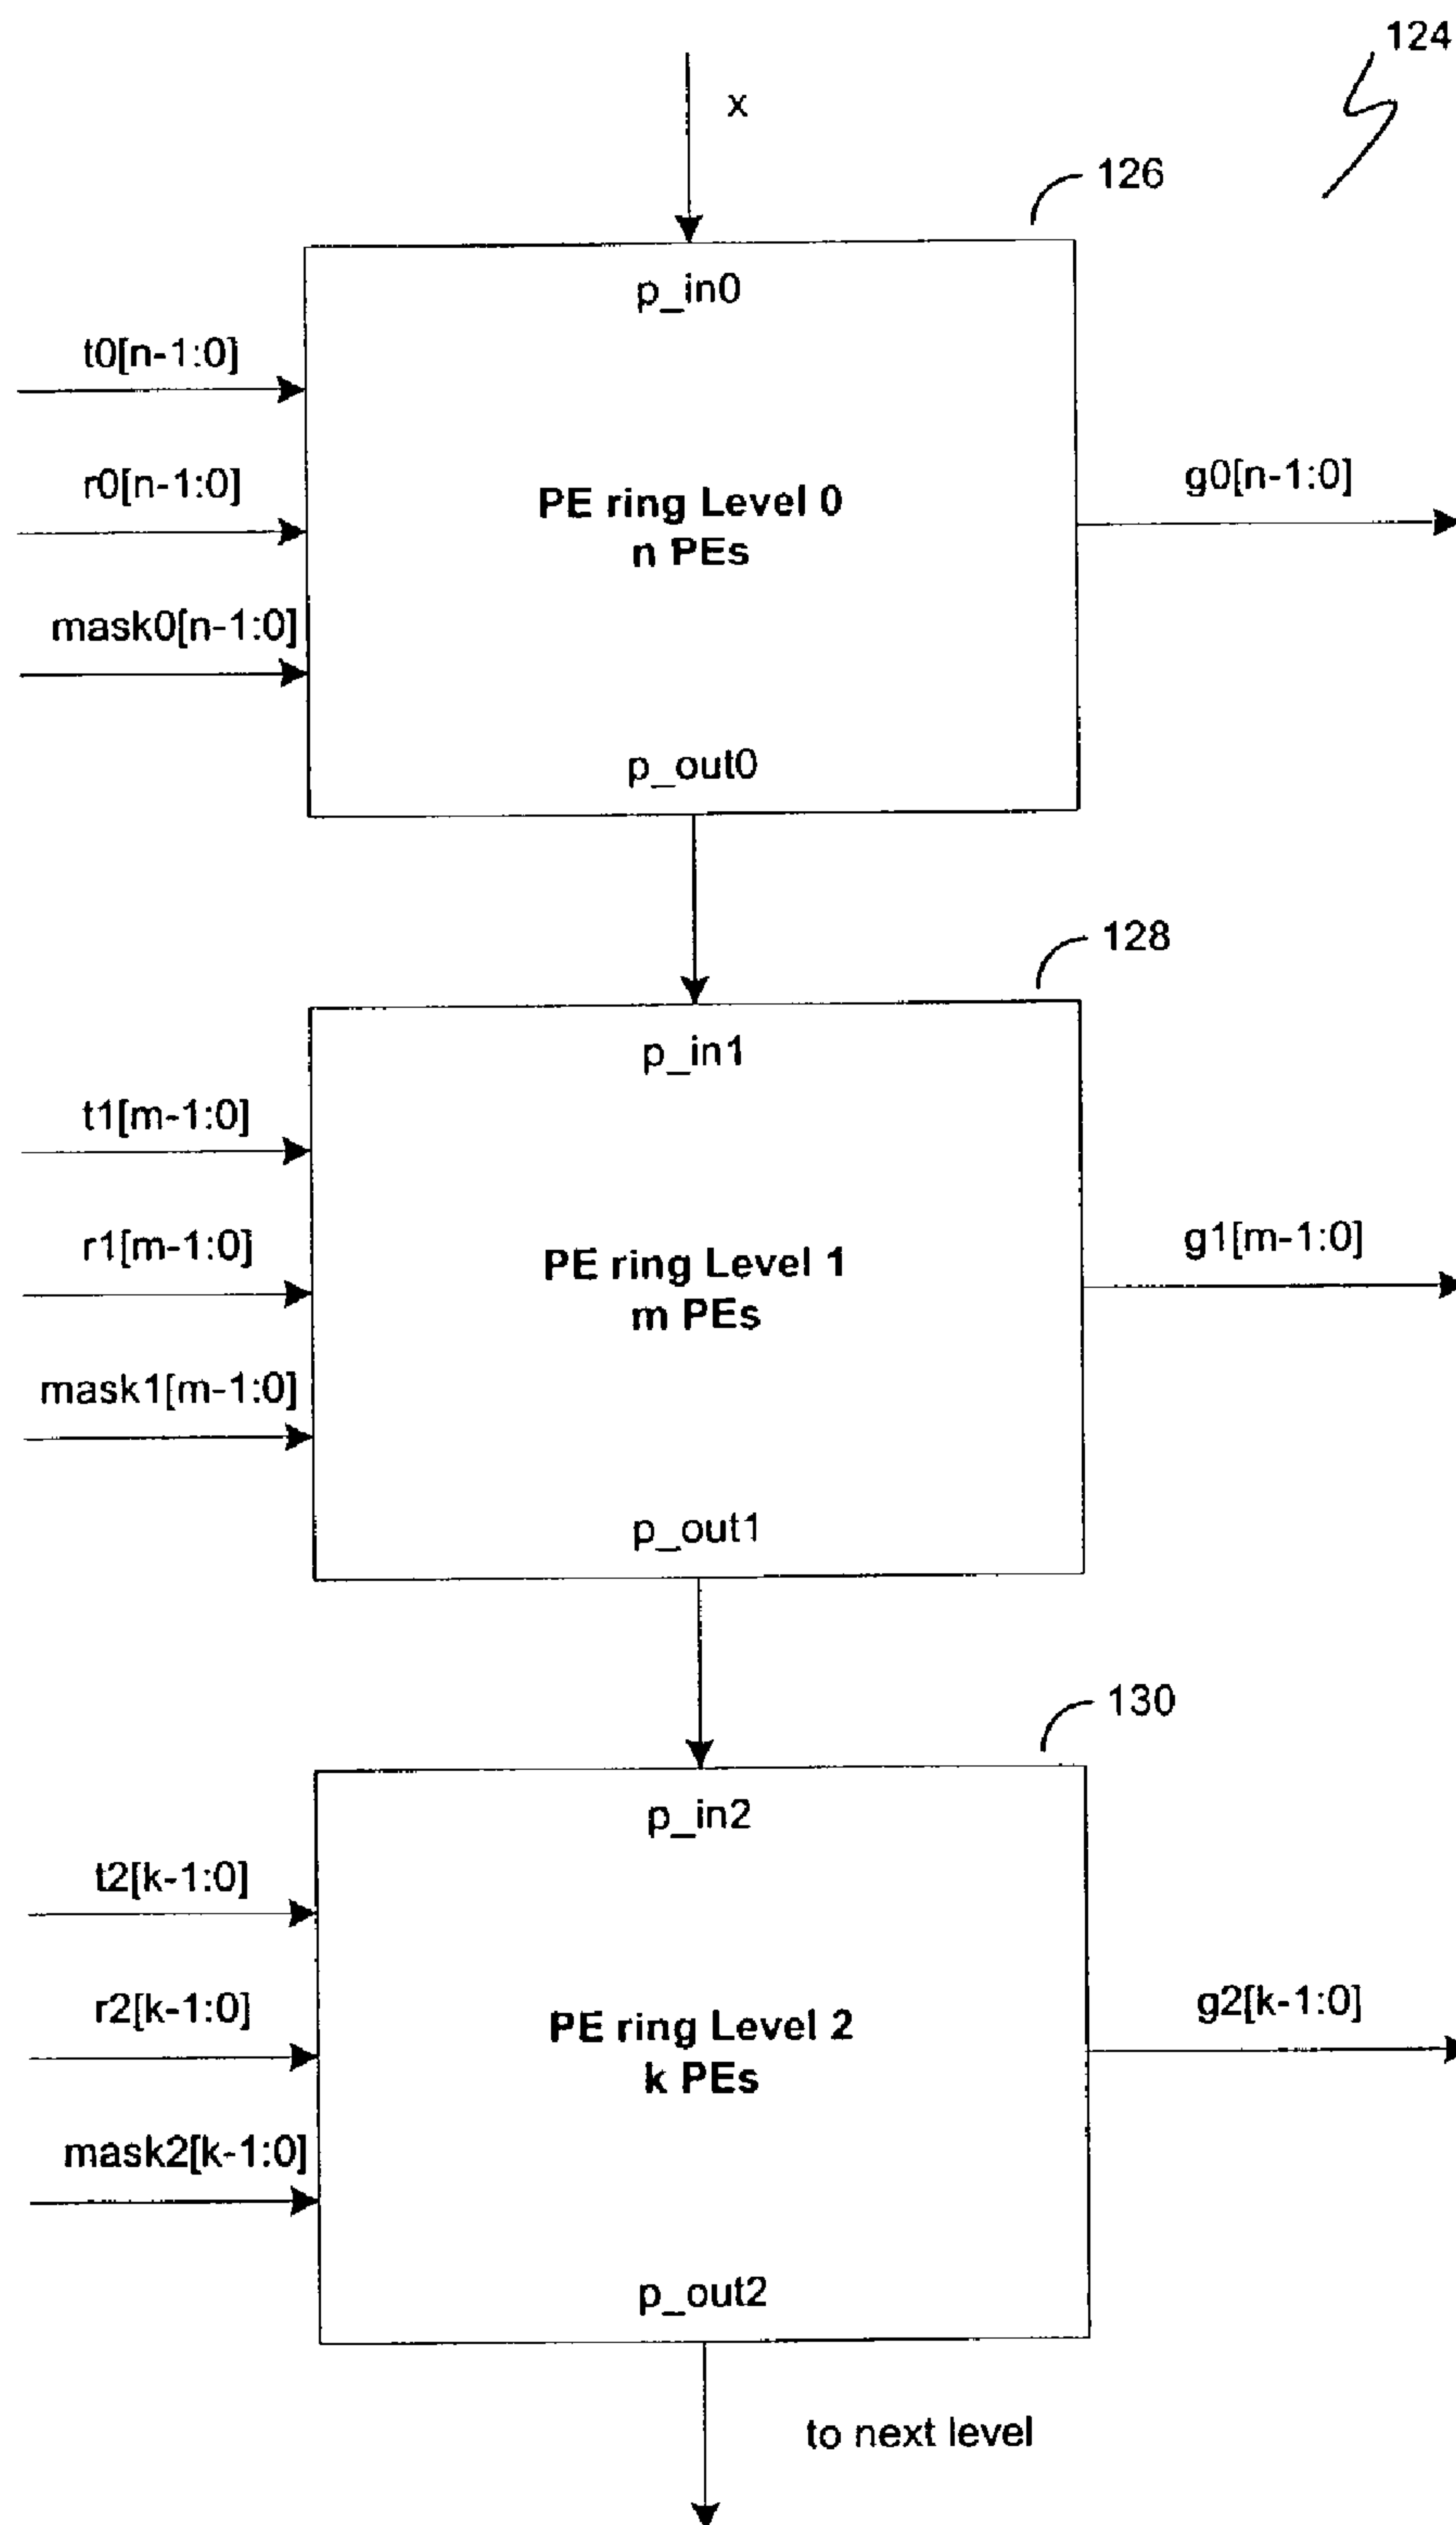 124
x
126
p_in0
t0[n-1:0]
r0[n-1:0]
mask0[n-1:0]
PE ring Level 0
n PEs
g0[n-1:0]
p_out0
128
p_in1
t1[m-1:0]
r1[m-1:0]
mask1[m-1:0]
PE ring Level 1
m PEs
g1[m-1:0]
p_out1
130
p_in2
t2[k-1:0]
r2[k-1:0]
mask2[k-1:0]
PE ring Level 2
k PEs
g2[k-1:0]
p_out2
to next level